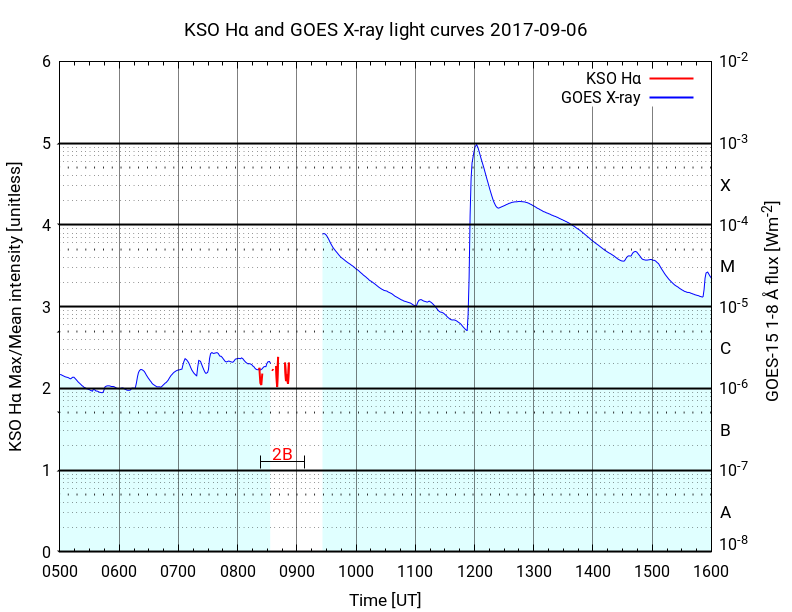 KSO Hα and GOES X-ray light curves 2017-09-06
KSO Hα
GOES X-ray
KSO Hα Max/Mean intensity [unitless]
6
5
4
3
2
1
0
10-2
10-3
X
10-4
M
10-5
C
10-6
B
10-7
A
10-8
GOES-15 1-8 Å flux [Wm-2]
2B
0500 0600 0700 0800 0900 1000 1100 1200 1300 1400 1500 1600
Time [UT]